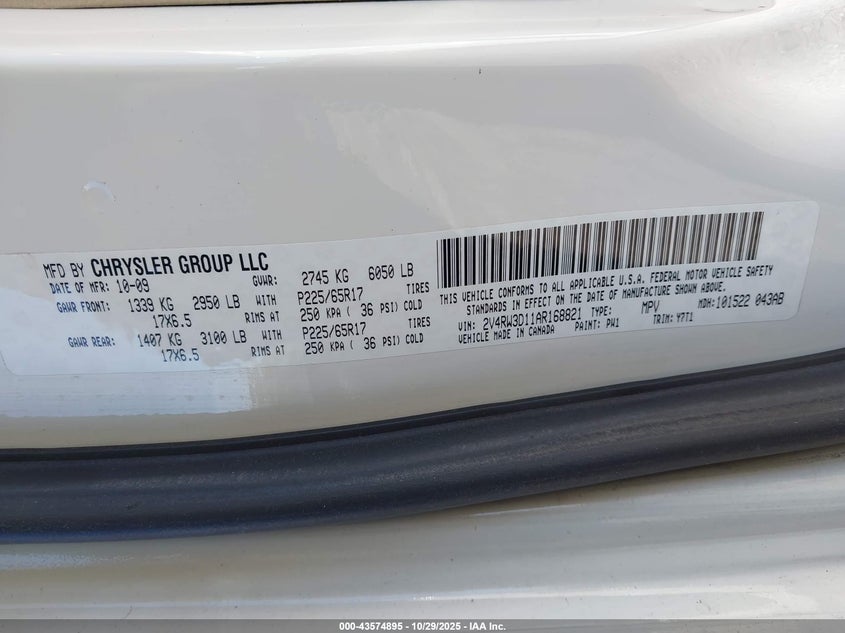 MFD BY CHRYSLER GROUP LLC
DATE OF MFR: 10-09 GVWR: 2745 KG 6050 LB
GAWR FRONT: 1339 KG 2950 LB WITH P225/65R17 TIRES
17X6.5 RIMS AT 250 KPA ( 36 PSI) COLD
GAWR REAR: 1407 KG 3100 LB WITH P225/65R17 TIRES
17X6.5 RIMS AT 250 KPA ( 36 PSI) COLD
THIS VEHICLE CONFORMS TO ALL APPLICABLE U.S.A. FEDERAL MOTOR VEHICLE SAFETY
STANDARDS IN EFFECT ON THE DATE OF MANUFACTURE SHOWN ABOVE.
VIN: 2V4RW3D11AR168821 TYPE: MPV MDH: 101522 043AB
VEHICLE MADE IN CANADA PAINT: PW1 TRIM: Y7T1
000-43574895 | 10/29/2025 | IAA Inc.